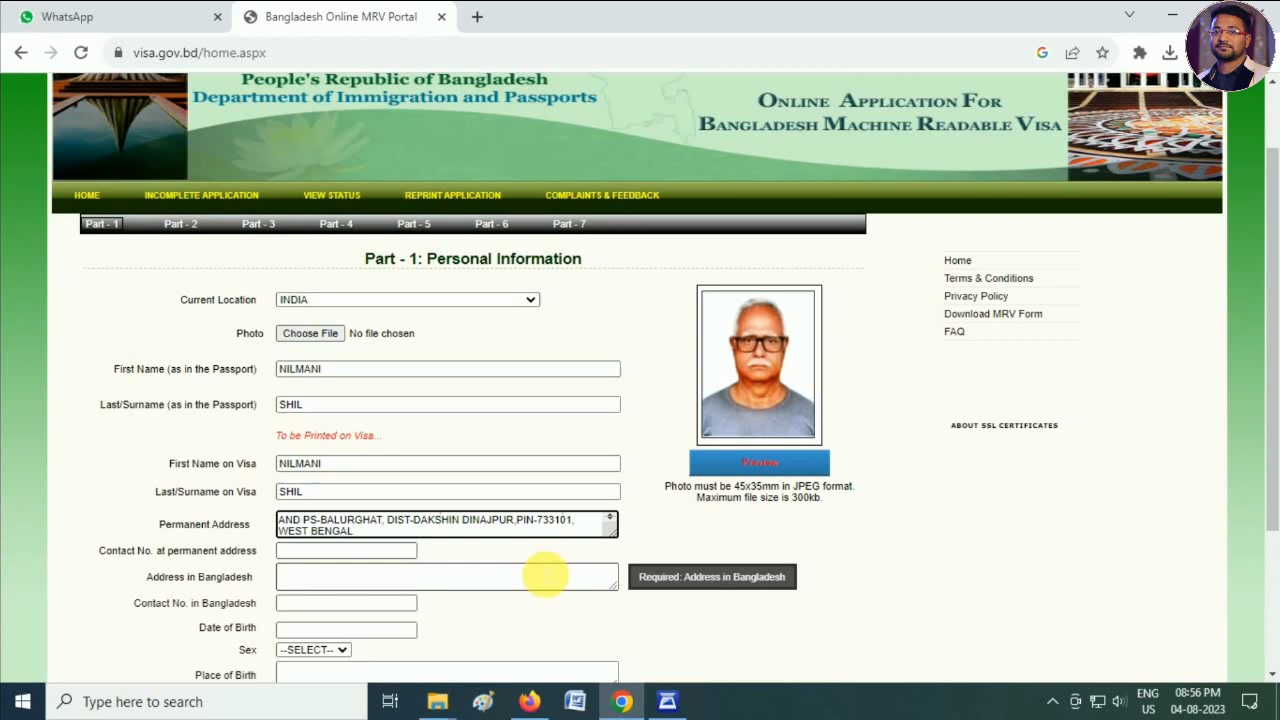 WhatsApp
Bangladesh Online MRV Portal
visa.gov.bd/home.aspx
People's Republic of Bangladesh
Department of Immigration and Passports
Online Application For
Bangladesh Machine Readable Visa
HOME INCOMPLETE APPLICATION VIEW STATUS REPRINT APPLICATION COMPLAINTS & FEEDBACK
Part - 1 Part - 2 Part - 3 Part - 4 Part - 5 Part - 6 Part - 7
Part - 1: Personal Information
Current Location INDIA
Photo Choose File No file chosen
First Name (as in the Passport) NILMANI
Last/Surname (as in the Passport) SHIL
To be Printed on Visa...
First Name on Visa NILMANI
Last/Surname on Visa SHIL
Permanent Address AND PS-BALURGHAT, DIST-DAKSHIN DINAJPUR,PIN-733101,
WEST BENGAL
Contact No. at permanent address
Address in Bangladesh Required: Address in Bangladesh
Contact No. in Bangladesh
Date of Birth
Sex --SELECT--
Place of Birth
Preview
Photo must be 45x35mm in JPEG format.
Maximum file size is 300kb.
Home
Terms & Conditions
Privacy Policy
Download MRV Form
FAQ
ABOUT SSL CERTIFICATES
Type here to search
ENG
US
08:56 PM
04-08-2023